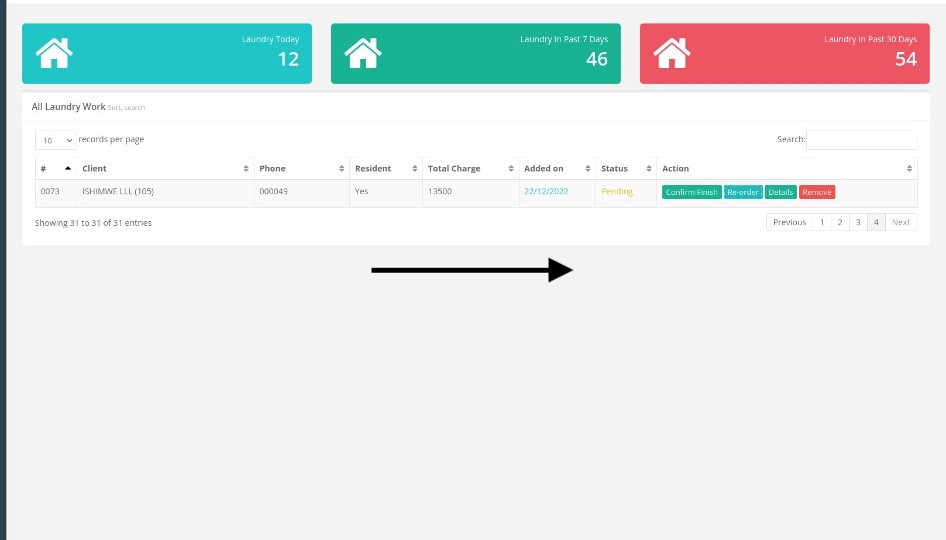 Laundry Today
12
Laundry In Past 7 Days
46
Laundry In Past 30 Days
54
All Laundry Work Sort, search
10 records per page
Search:
# Client Phone Resident Total Charge Added on Status Action
0073 ISHIMWE LLL (105) 000049 Yes 13500 22/12/2022 Pending Confirm Finish Re-order Details Remove
Showing 31 to 31 of 31 entries
Previous 1 2 3 4 Next